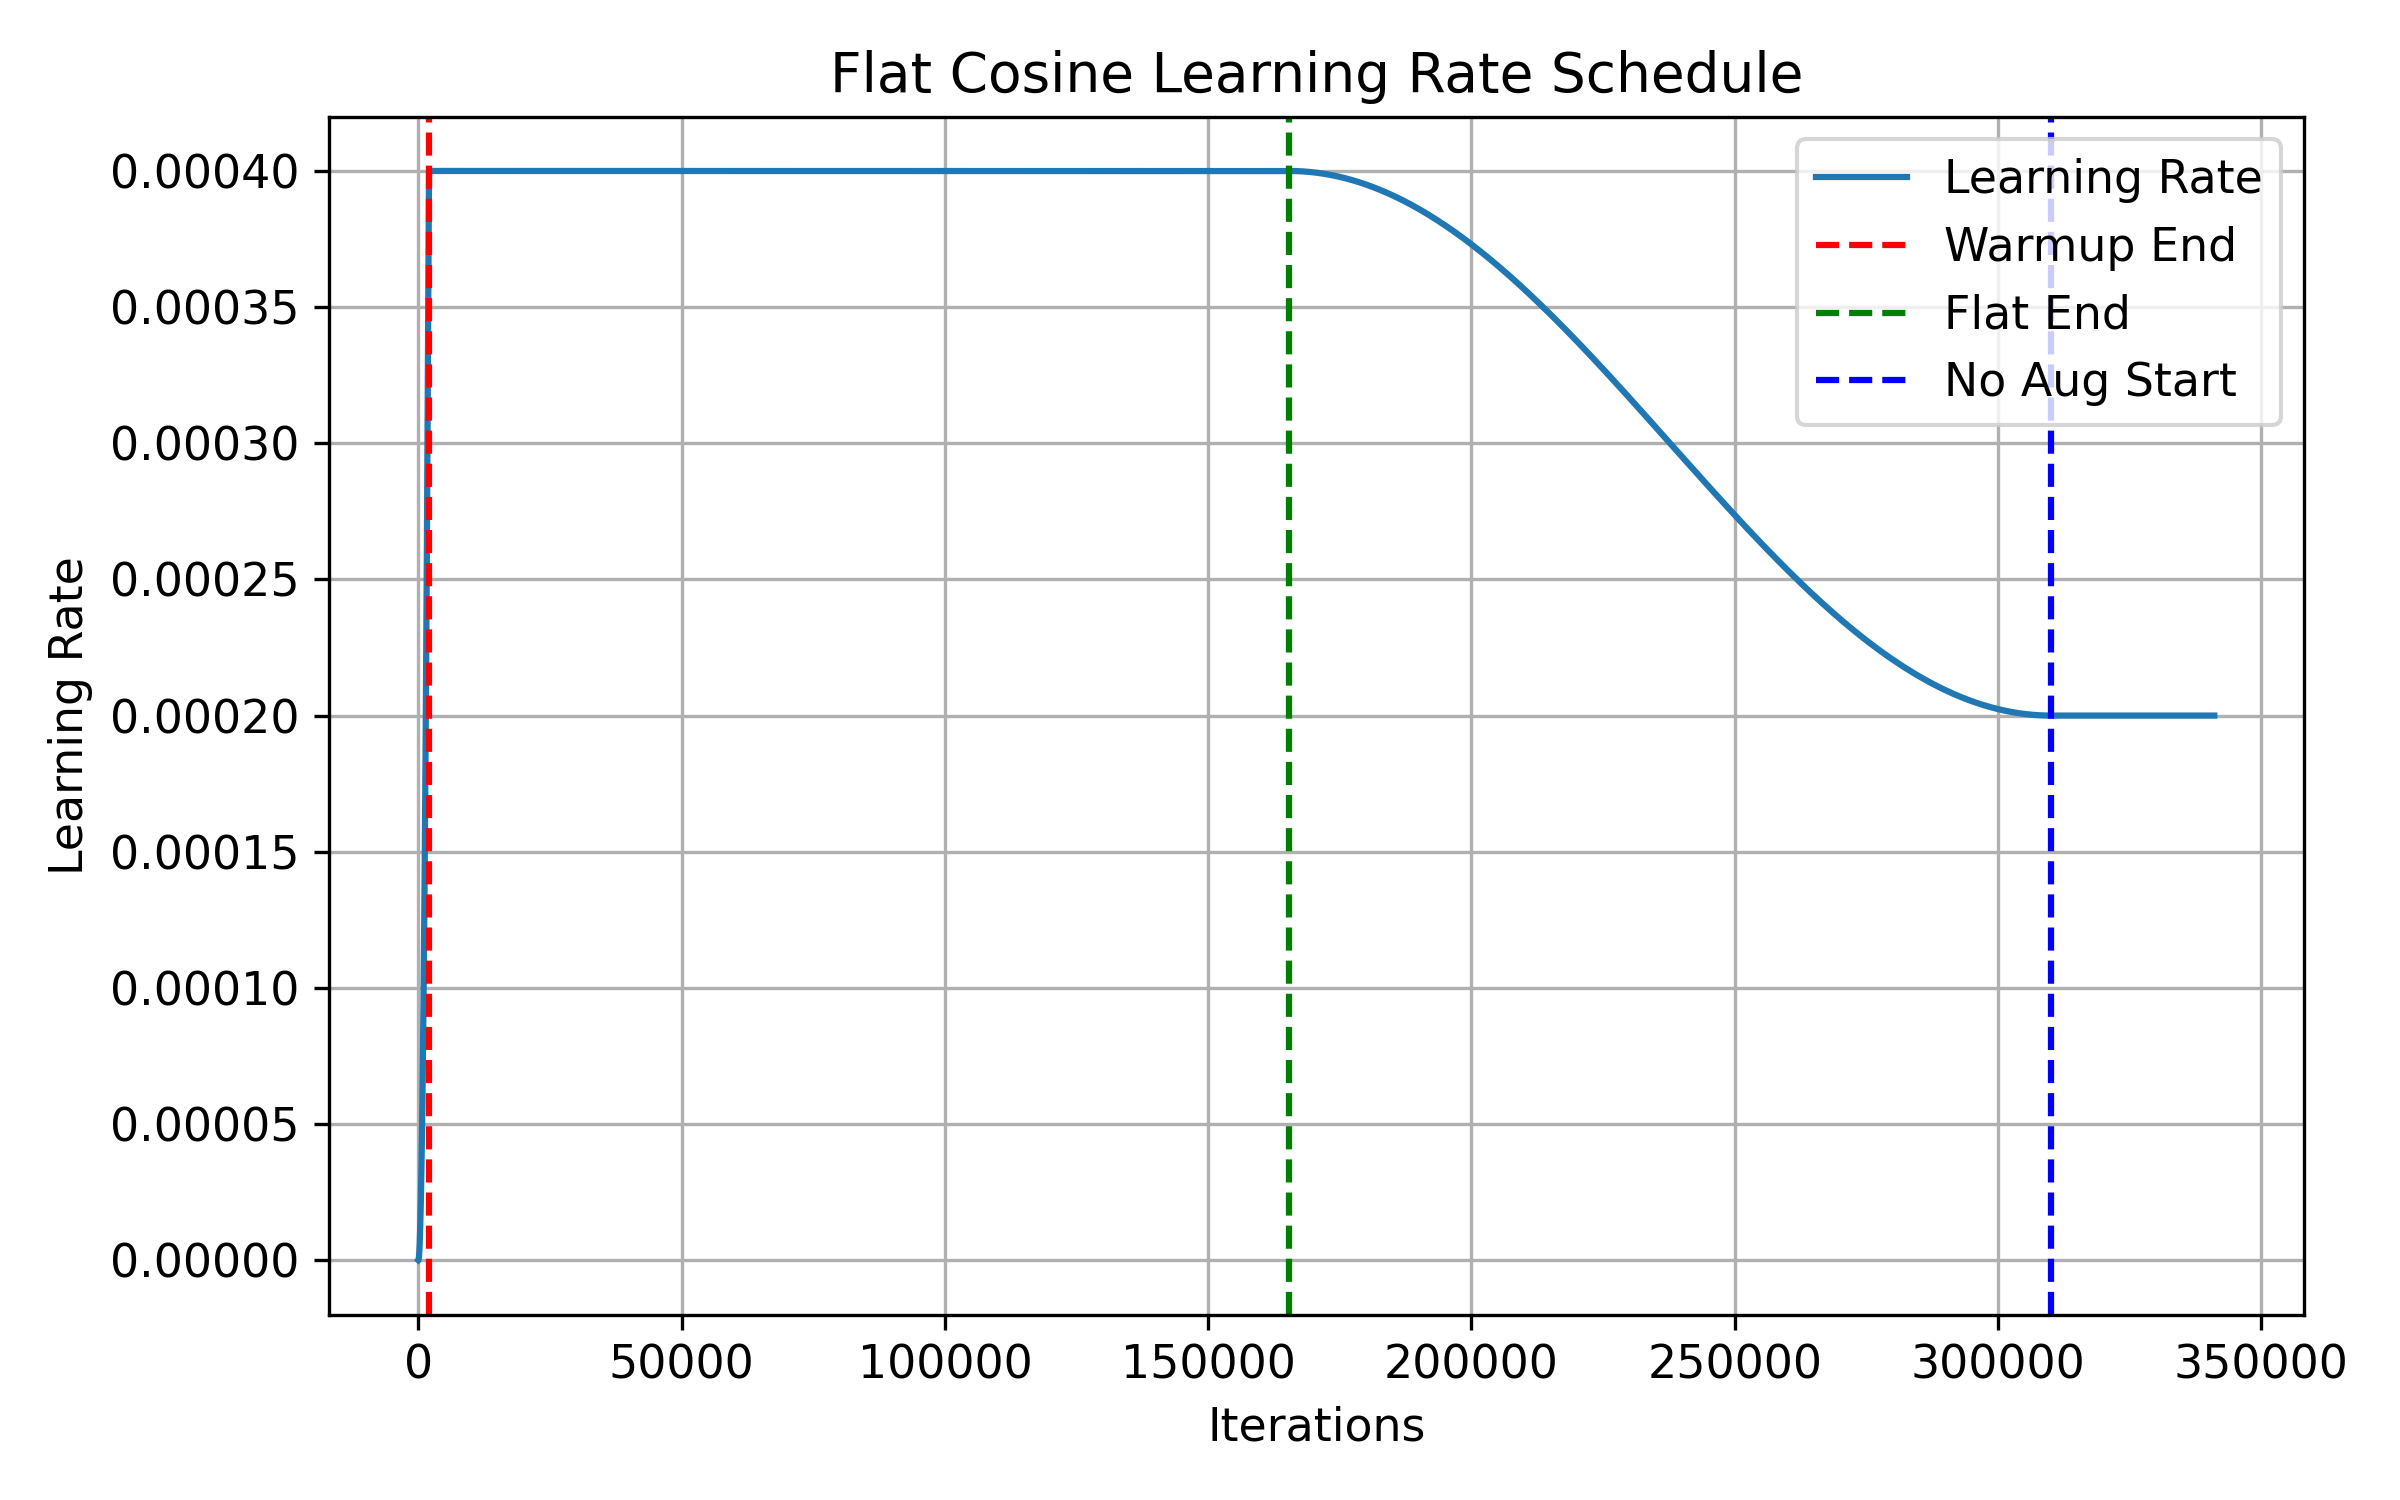 Flat Cosine Learning Rate Schedule
Learning Rate
Warmup End
Flat End
No Aug Start
0.00040
0.00035
0.00030
0.00025
0.00020
0.00015
0.00010
0.00005
0.00000
Learning Rate
0 50000 100000 150000 200000 250000 300000 350000
Iterations